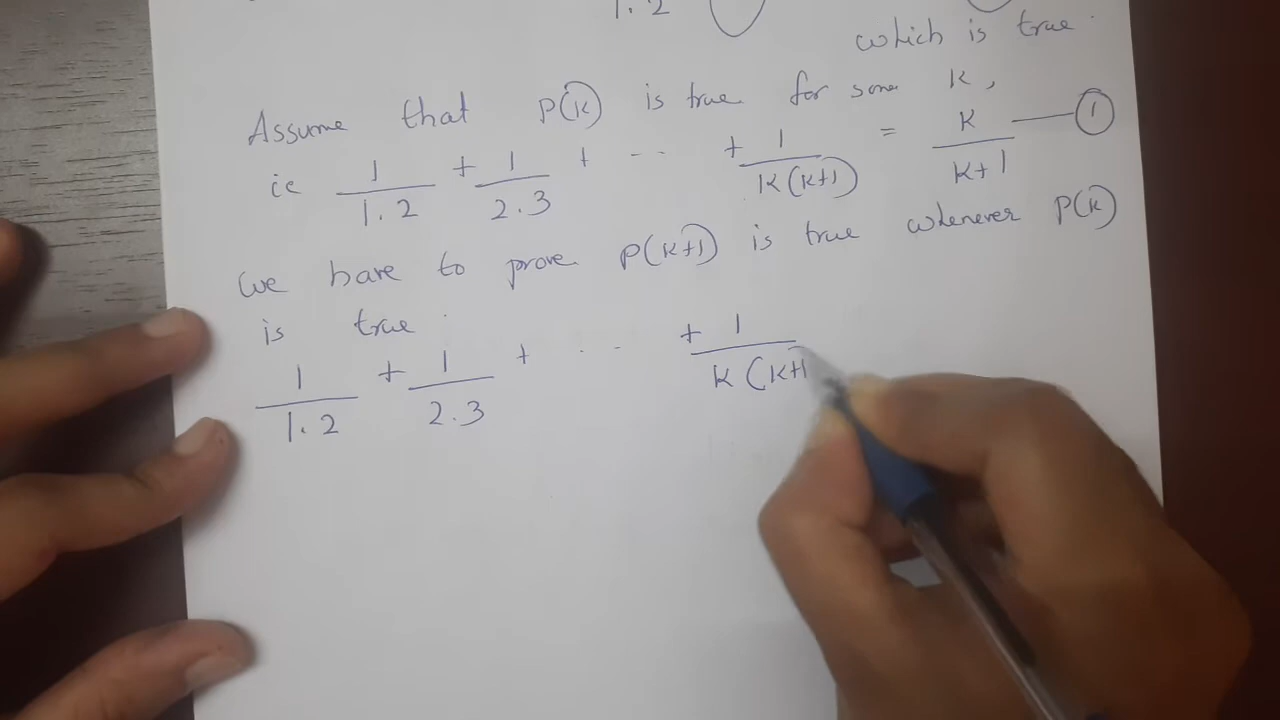 1.2
which is true.
Assume that P(k) is true for some k,
ie 1/1.2 + 1/2.3 + -- + 1/k(k+1) = k/k+1 — ①
We have to prove P(k+1) is true whenever P(k)
is true.
1/1.2 + 1/2.3 + . -- + 1/k(k+1